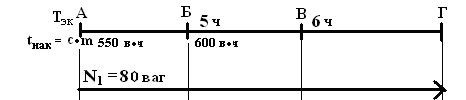 Тэк А Б 5 ч В 6 ч Г
tнак = c•m 550 в•ч 600 в•ч
N1 =80 ваг